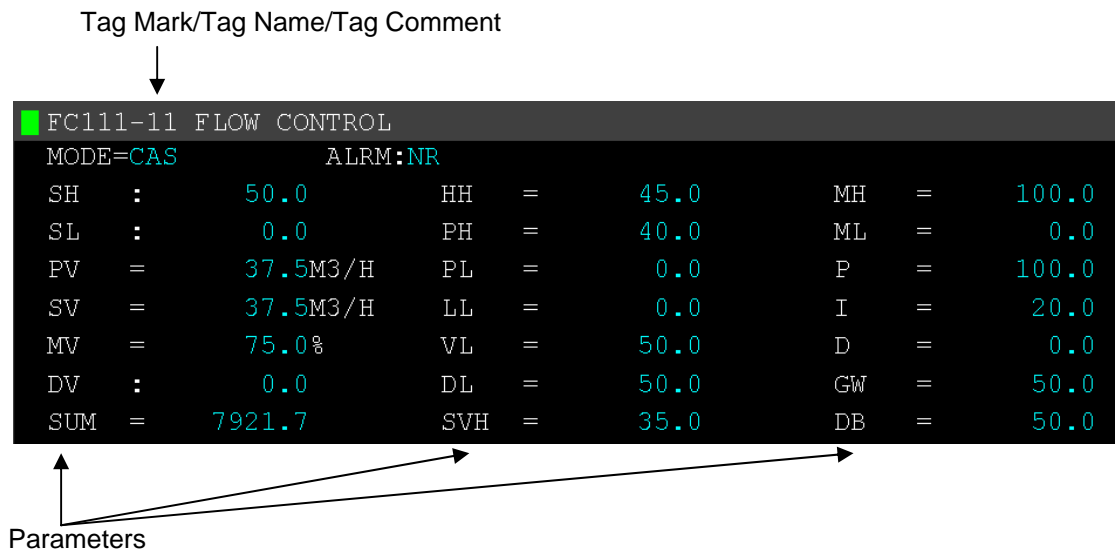 Tag Mark/Tag Name/Tag Comment
FC111-11 FLOW CONTROL
MODE=CAS ALRM:NR
SH : 50.0 HH = 45.0 MH = 100.0
SL : 0.0 PH = 40.0 ML = 0.0
PV = 37.5M3/H PL = 0.0 P = 100.0
SV = 37.5M3/H LL = 0.0 I = 20.0
MV = 75.0% VL = 50.0 D = 0.0
DV : 0.0 DL = 50.0 GW = 50.0
SUM = 7921.7 SVH = 35.0 DB = 50.0
Parameters